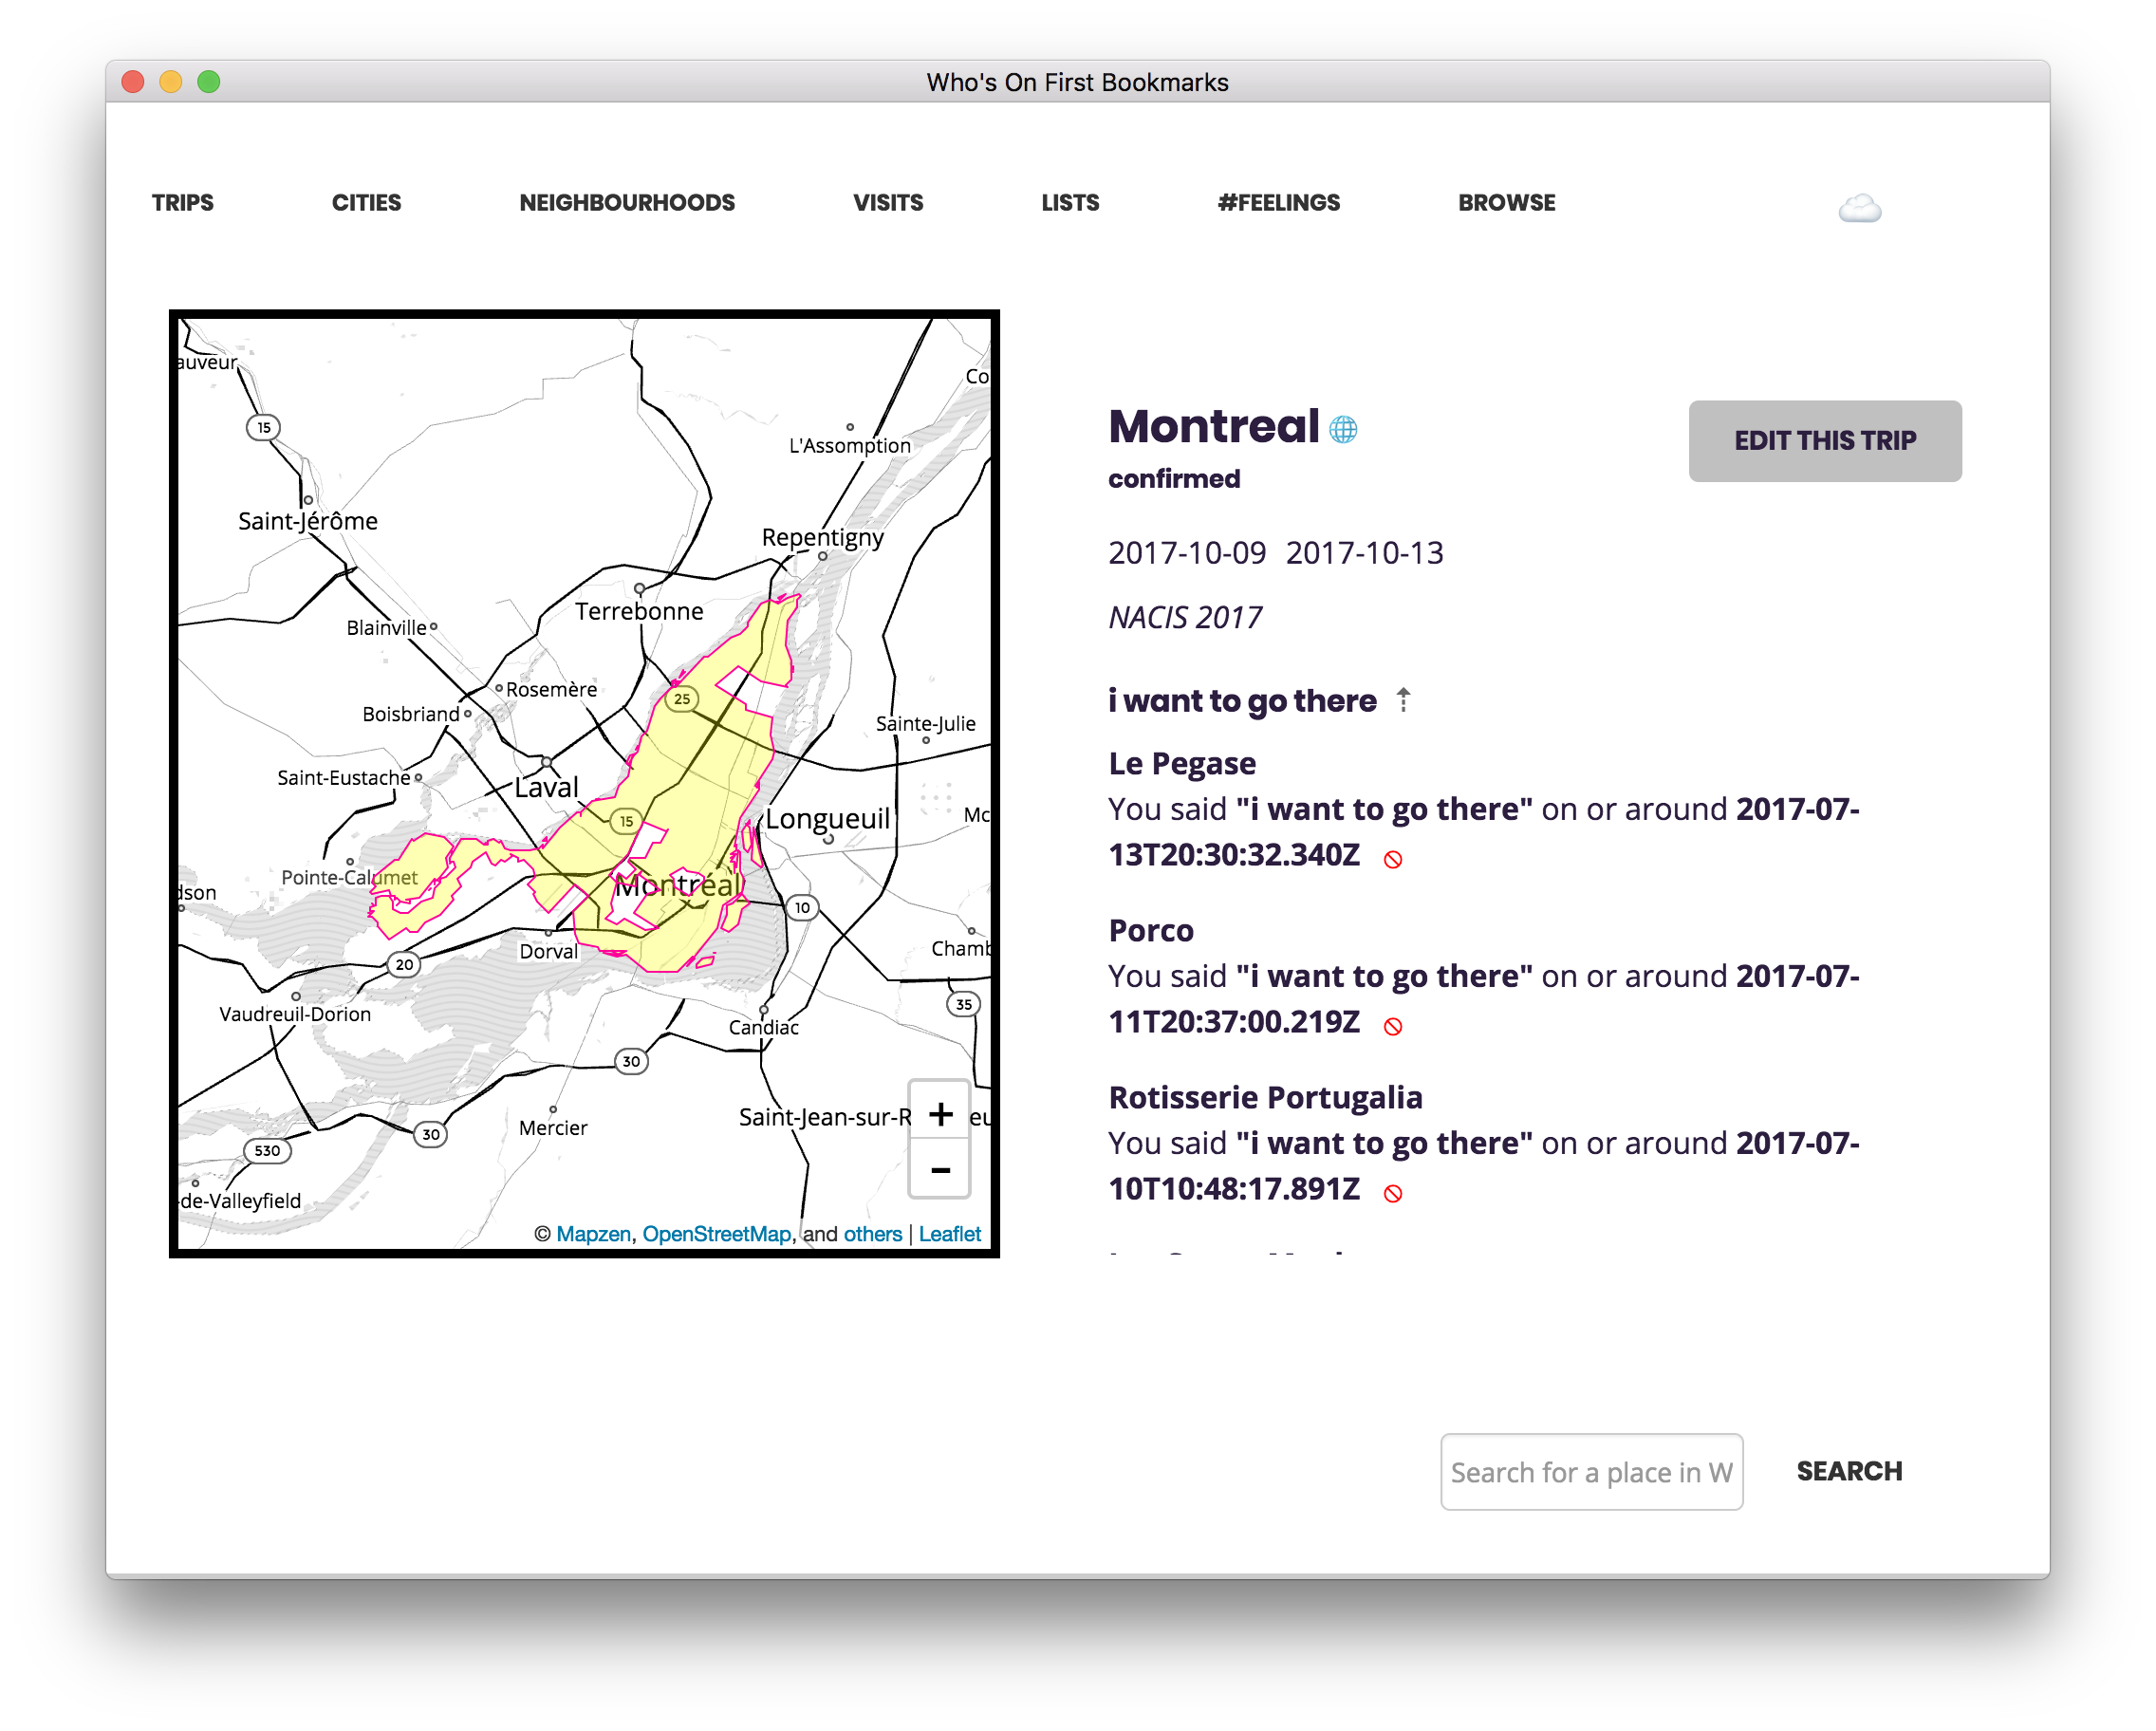 Who's On First Bookmarks
TRIPS CITIES NEIGHBOURHOODS VISITS LISTS #FEELINGS BROWSE
auveur
Co
15
L'Assomption
Saint-Jérôme
Repentigny
Terrebonne
Blainville
Rosemère
25
Boisbriand
Sainte-Julie
Saint-Eustache
Laval
15
Longueuil
Mc
Pointe-Calumet
Montréal
dson
10
Dorval
Chamb
20
35
Vaudreuil-Dorion
Candiac
30
Saint-Jean-sur-R eu
Mercier
30
530
-de-Valleyfield
+
−
© Mapzen, OpenStreetMap, and others | Leaflet
Montreal
EDIT THIS TRIP
confirmed
2017-10-09 2017-10-13
NACIS 2017
i want to go there
Le Pegase
You said "i want to go there" on or around 2017-07-
13T20:30:32.340Z
Porco
You said "i want to go there" on or around 2017-07-
11T20:37:00.219Z
Rotisserie Portugalia
You said "i want to go there" on or around 2017-07-
10T10:48:17.891Z
Search for a place in W
SEARCH